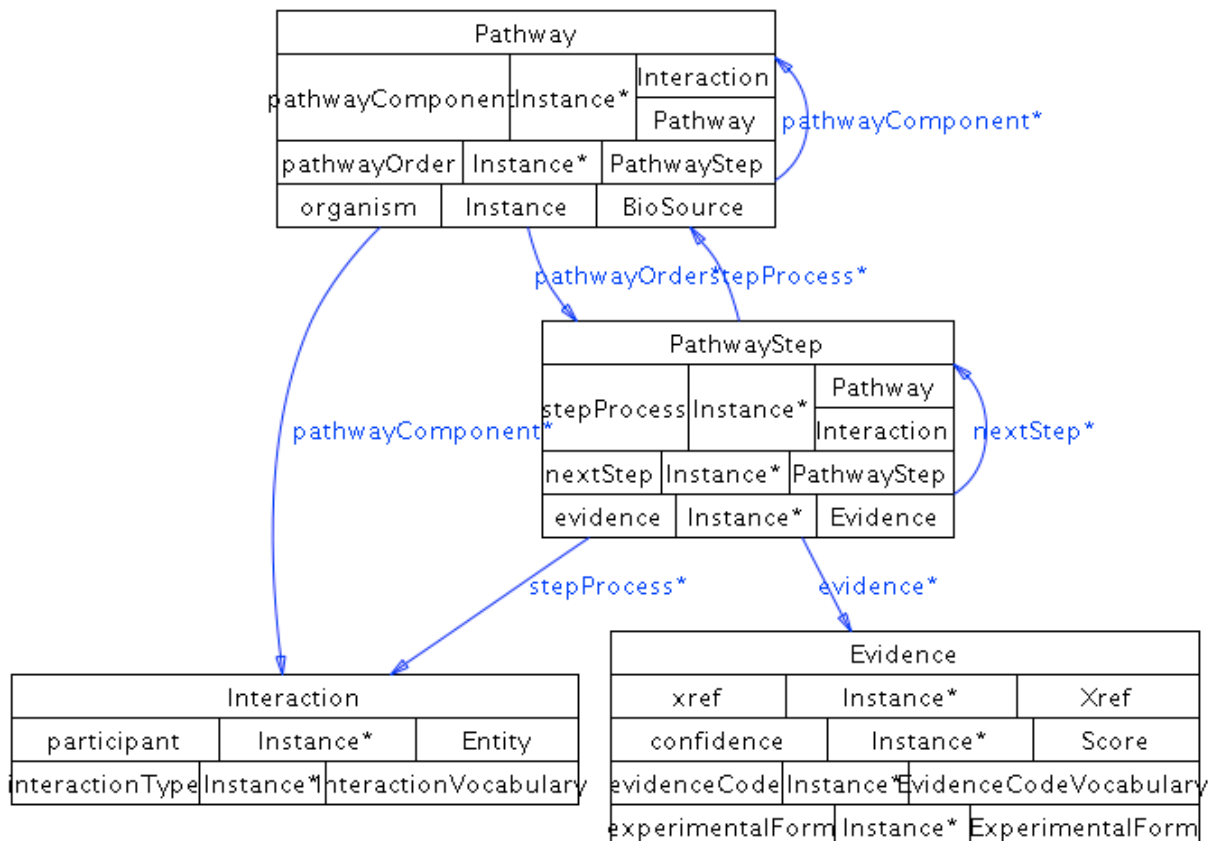 Pathway
pathwayComponent Instance* Interaction
Pathway
pathwayComponent*
pathwayOrder Instance* PathwayStep
organism Instance BioSource
pathwayOrder* stepProcess*
PathwayStep
stepProcess Instance* Pathway
Interaction
pathwayComponent*
nextStep*
nextStep Instance* PathwayStep
evidence Instance* Evidence
stepProcess* evidence*
Evidence
Interaction
xref Instance* Xref
participant Instance* Entity
confidence Instance* Score
interactionType Instance* InteractionVocabulary
evidenceCode Instance* EvidenceCodeVocabulary
experimentalForm Instance* ExperimentalForm